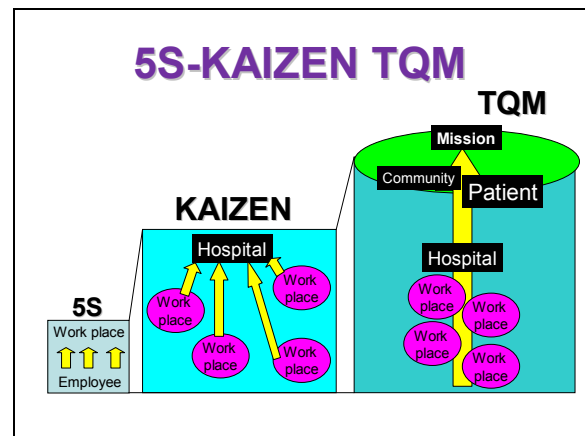 5S-KAIZEN TQM
TQM
Mission
Community
Patient
KAIZEN
Hospital
Hospital
Work
place
Work
place
Work
place
Work
place
Work
place
Work
place
Work
place
Work
place
5S
Work place
Employee